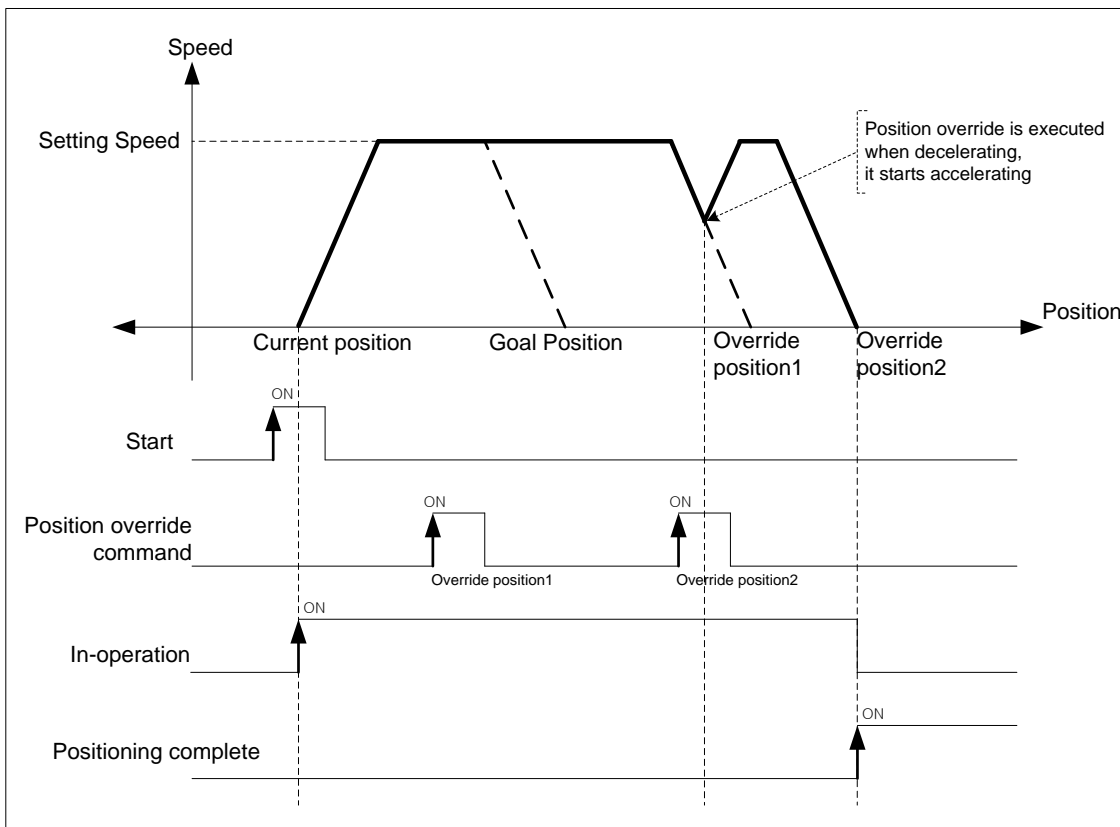 Speed
Setting Speed
Position override is executed
when decelerating,
it starts accelerating
Position
Current position
Goal Position
Override
position1
Override
position2
ON
Start
ON
ON
Position override
command
Override position1
Override position2
ON
In-operation
ON
Positioning complete